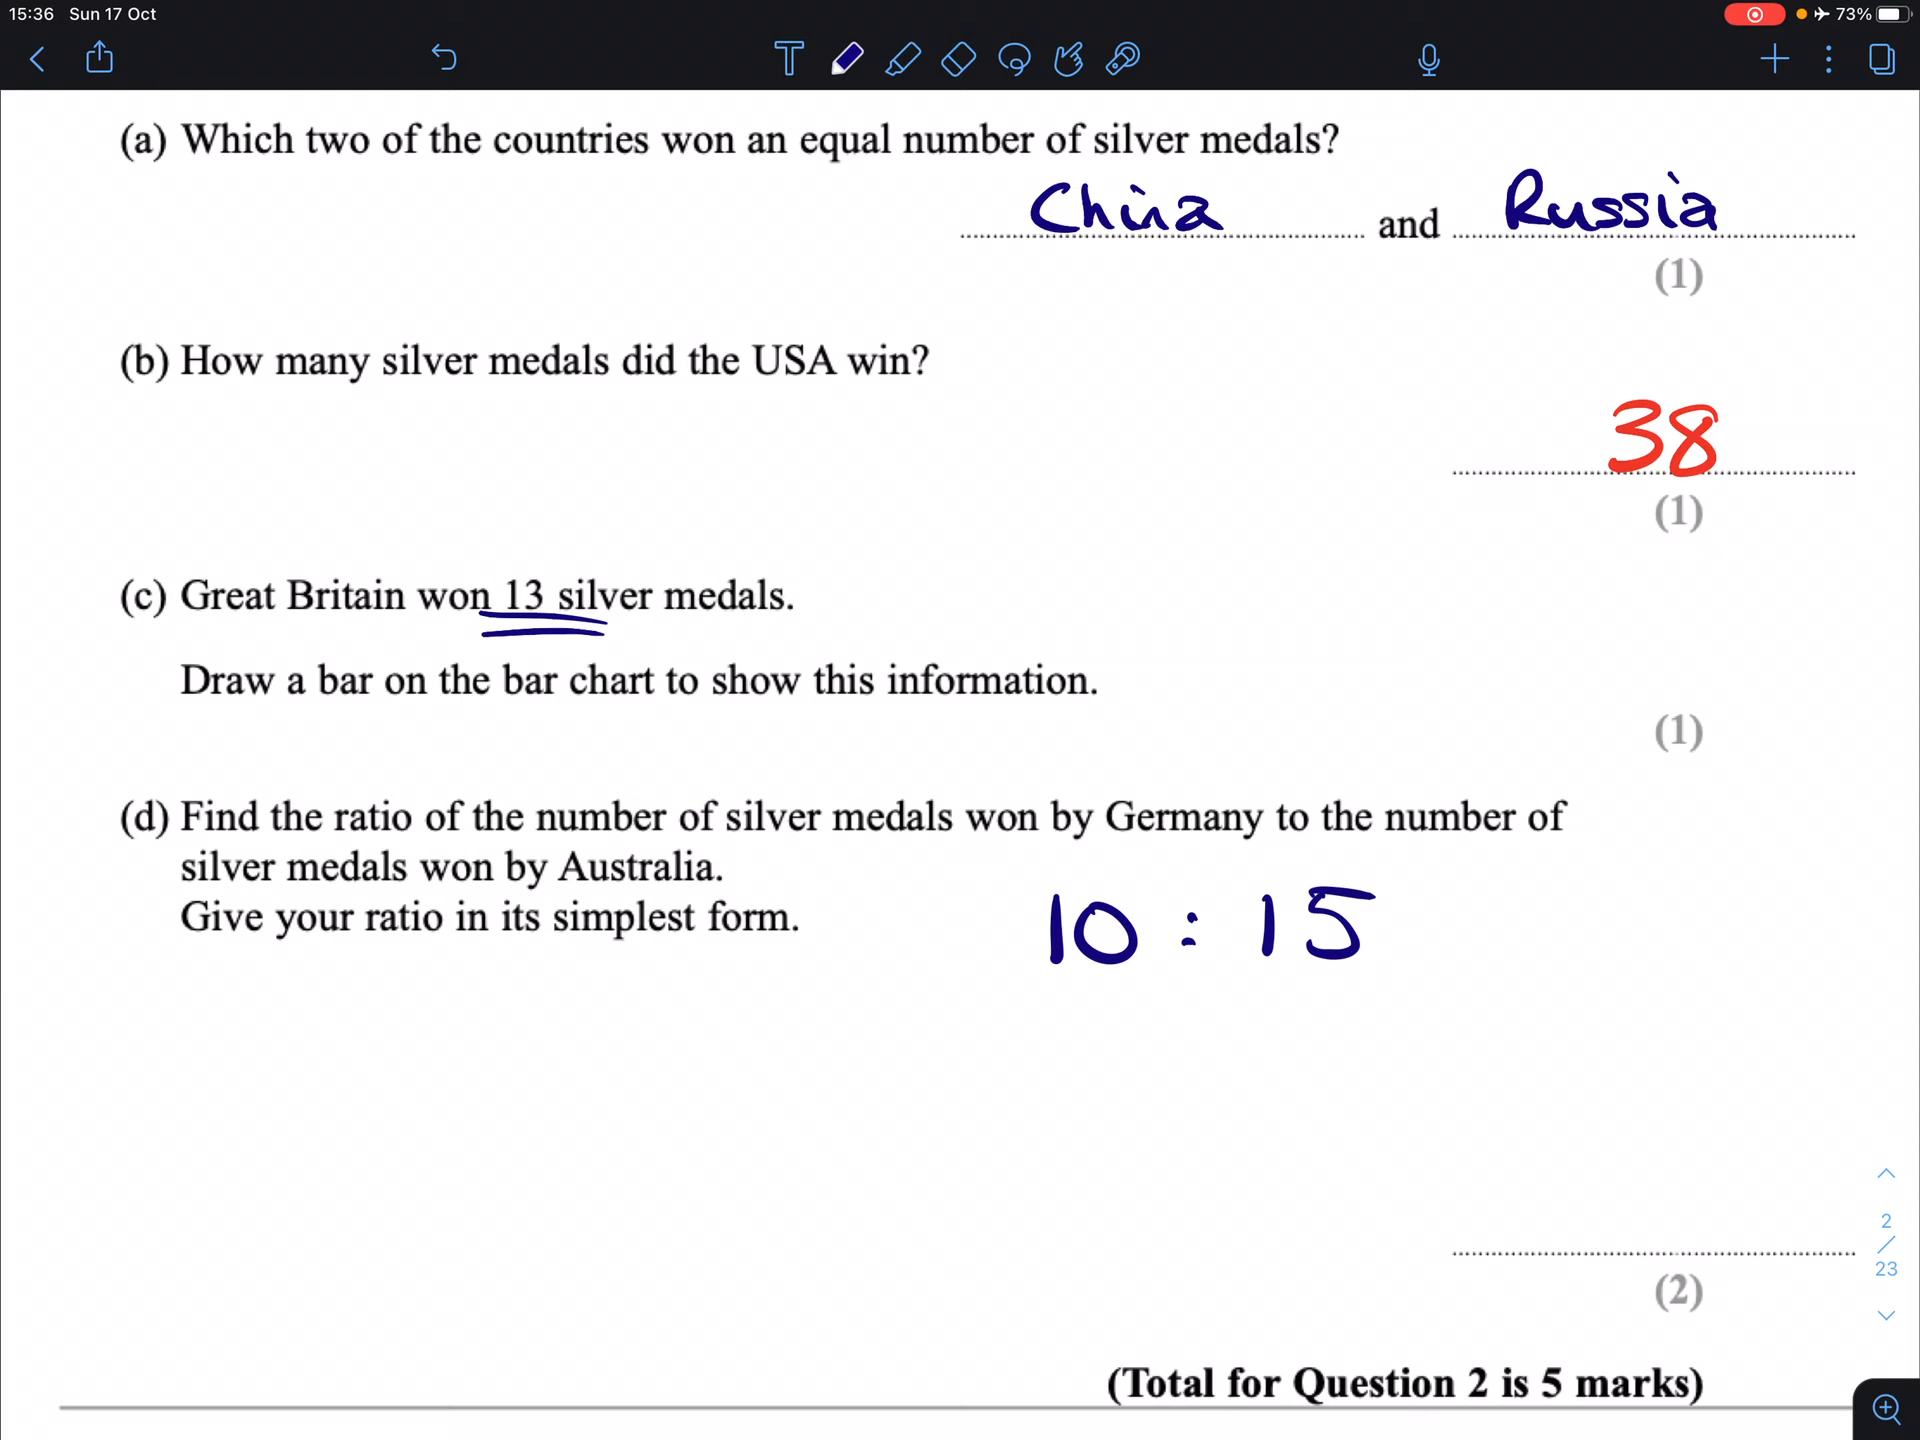 15:36 Sun 17 Oct
73%
(a) Which two of the countries won an equal number of silver medals?
China and Russia
(1)
(b) How many silver medals did the USA win?
38
(1)
(c) Great Britain won 13 silver medals.
Draw a bar on the bar chart to show this information.
(1)
(d) Find the ratio of the number of silver medals won by Germany to the number of
silver medals won by Australia.
Give your ratio in its simplest form.
10 : 15
2
/
23
(2)
(Total for Question 2 is 5 marks)